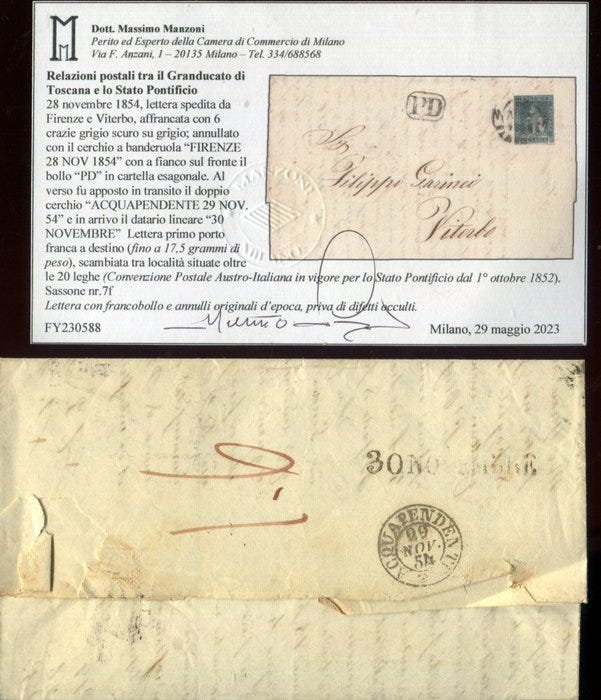 Dott. Massimo Manzoni
Perito ed Esperto della Camera di Commercio di Milano
Via F. Anzani, 1 – 20135 Milano – Tel. 334/688568
Relazioni postali tra il Granducato di
Toscana e lo Stato Pontificio
28 novembre 1854, lettera spedita da
Firenze e Viterbo, affrancata con 6
crazie grigio scuro su grigio; annullato
con il cerchio a banderuola “FIRENZE
28 NOV 1854” con a fianco sul fronte il
bollo “PD” in cartella esagonale. Al
verso fu apposto in transito il doppio
cerchio “ACQUAPENDENTE 29 NOV.
54” e in arrivo il datario lineare “30
NOVEMBRE” Lettera primo porto
franca a destino (fino a 17,5 grammi di
peso), scambiata tra località situate oltre
le 20 leghe (Convenzione Postale Austro-Italiana in vigore per lo Stato Pontificio dal 1° ottobre 1852).
Sassone nr.7f
Lettera con francobollo e annulli originali d’epoca, priva di difetti occulti.
FY230588
Milano, 29 maggio 2023
PD
Filippo Garinei
Viterbo
MANZONI
MILANO
30
ACQUAPENDENTE
29
NOV.
54